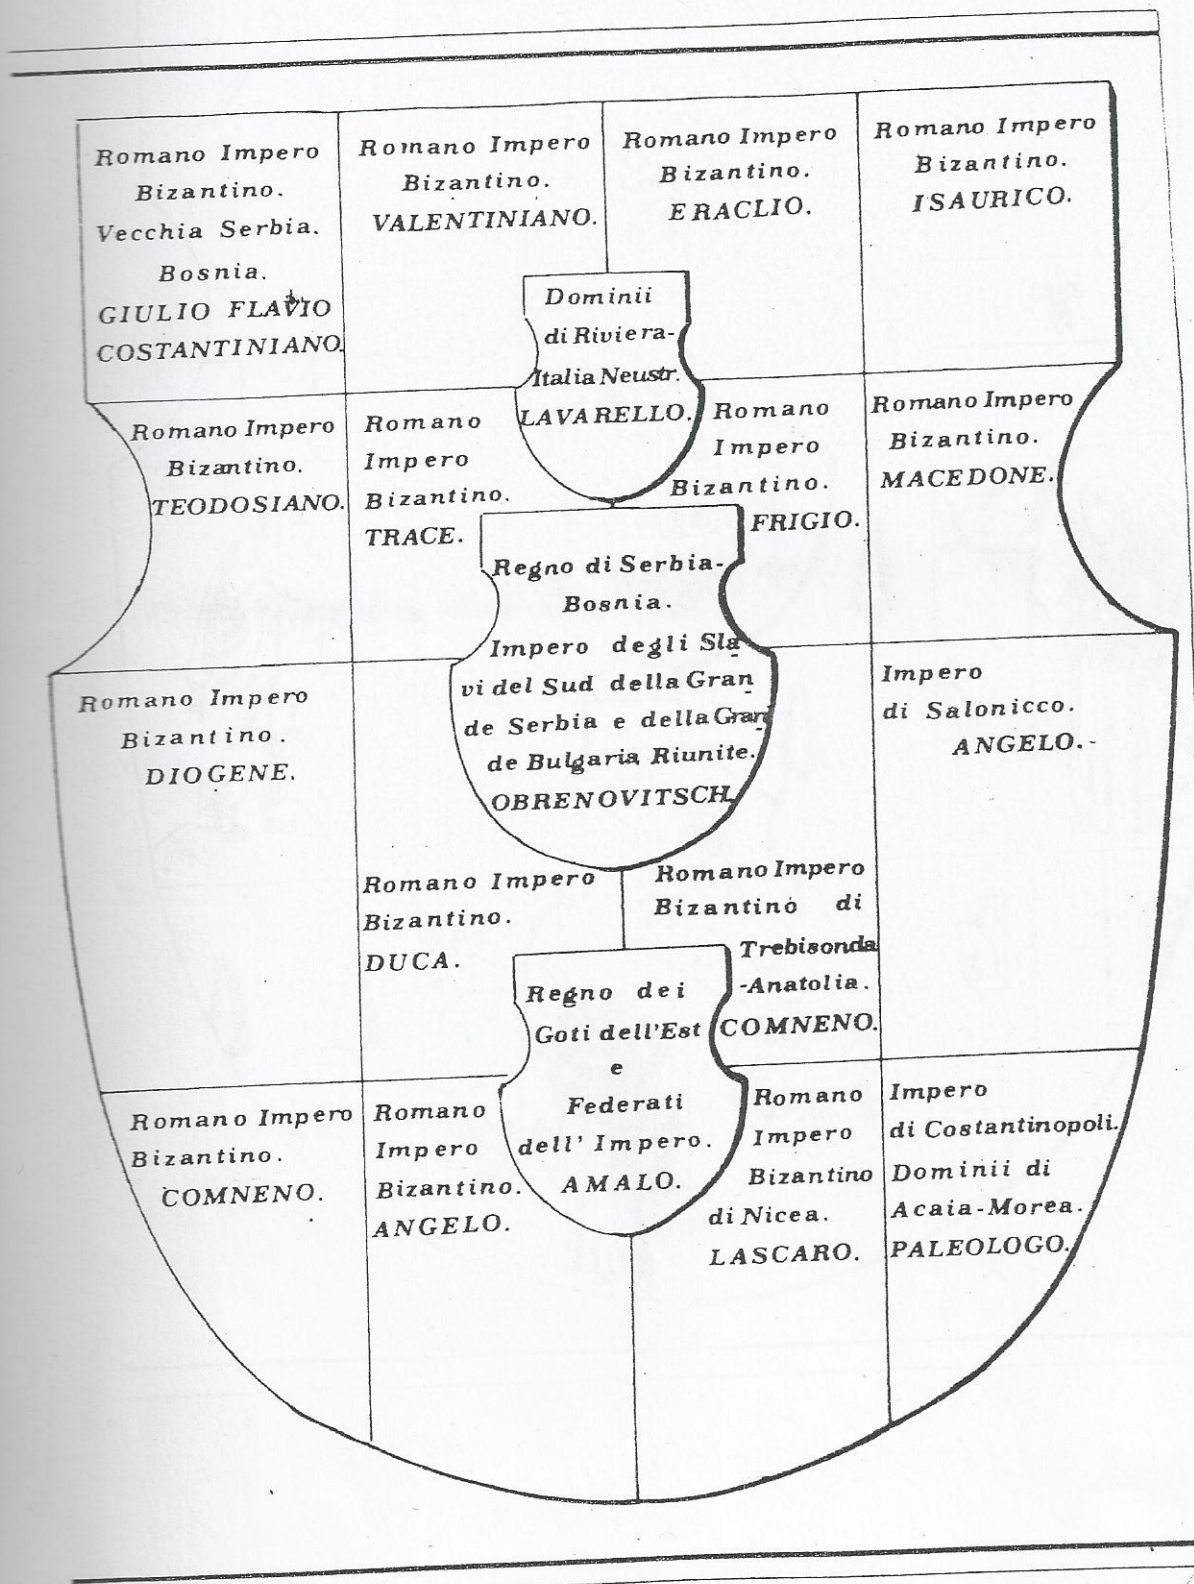 Romano Impero
Bizantino.
Vecchia Serbia.
Bosnia.
GIULIO FLAVIO
COSTANTINIANO.
Romano Impero
Bizantino.
VALENTINIANO.
Romano Impero
Bizantino.
ERACLIO.
Romano Impero
Bizantino.
ISAURICO.
Dominii
di Riviera-
Italia Neustr.
LAVARELLO.
Romano Impero
Bizantino.
TEODOSIANO.
Romano
Impero
Bizantino.
TRACE.
Romano
Impero
Bizantino.
FRIGIO.
Romano Impero
Bizantino.
MACEDONE.
Regno di Serbia-
Bosnia.
Impero degli Sla
vi del Sud della Gran
de Serbia e della Gran
de Bulgaria Riunite.
OBRENOVITSCH.
Romano Impero
Bizantino.
DIOGENE.
Romano Impero
Bizantino.
DUCA.
Romano Impero
Bizantino di
Trebisonda
-Anatolia.
COMNENO.
Impero
di Salonicco.
ANGELO.-
Regno dei
Goti dell'Est
e
Federati
dell' Impero.
AMALO.
Romano Impero
Bizantino.
COMNENO.
Romano
Impero
Bizantino.
ANGELO.
Romano
Impero
Bizantino
di Nicea.
LASCARO.
Impero
di Costantinopoli.
Dominii di
Acaia-Morea.
PALEOLOGO.